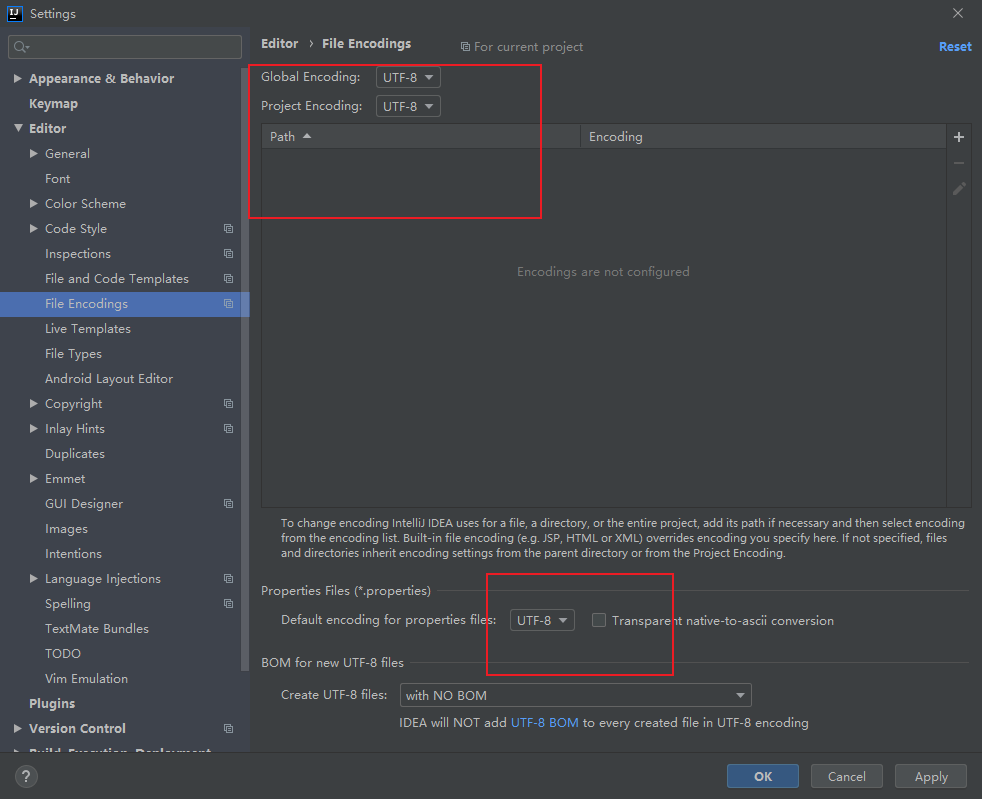 IJ Settings
Editor › File Encodings For current project Reset
Appearance & Behavior
Keymap
Editor
General
Font
Color Scheme
Code Style
Inspections
File and Code Templates
File Encodings
Live Templates
File Types
Android Layout Editor
Copyright
Inlay Hints
Duplicates
Emmet
GUI Designer
Images
Intentions
Language Injections
Spelling
TextMate Bundles
TODO
Vim Emulation
Plugins
Version Control
Build, Execution, Deployment
Global Encoding: UTF-8
Project Encoding: UTF-8
Path Encoding
Encodings are not configured
To change encoding IntelliJ IDEA uses for a file, a directory, or the entire project, add its path if necessary and then select encoding
from the encoding list. Built-in file encoding (e.g. JSP, HTML or XML) overrides encoding you specify here. If not specified, files
and directories inherit encoding settings from the parent directory or from the Project Encoding.
Properties Files (*.properties)
Default encoding for properties files: UTF-8 Transparent native-to-ascii conversion
BOM for new UTF-8 files
Create UTF-8 files: with NO BOM
IDEA will NOT add UTF-8 BOM to every created file in UTF-8 encoding
? OK Cancel Apply